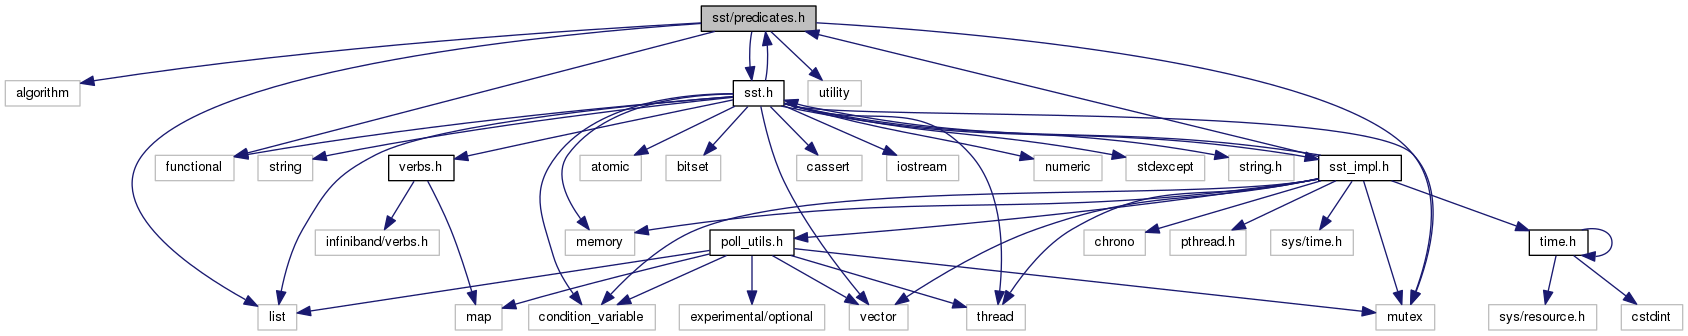 sst/predicates.h
algorithm
sst.h
utility
functional
string
verbs.h
atomic
bitset
cassert
iostream
numeric
stdexcept
string.h
sst_impl.h
infiniband/verbs.h
memory
poll_utils.h
chrono
pthread.h
sys/time.h
time.h
list
map
condition_variable
experimental/optional
vector
thread
mutex
sys/resource.h
cstdint